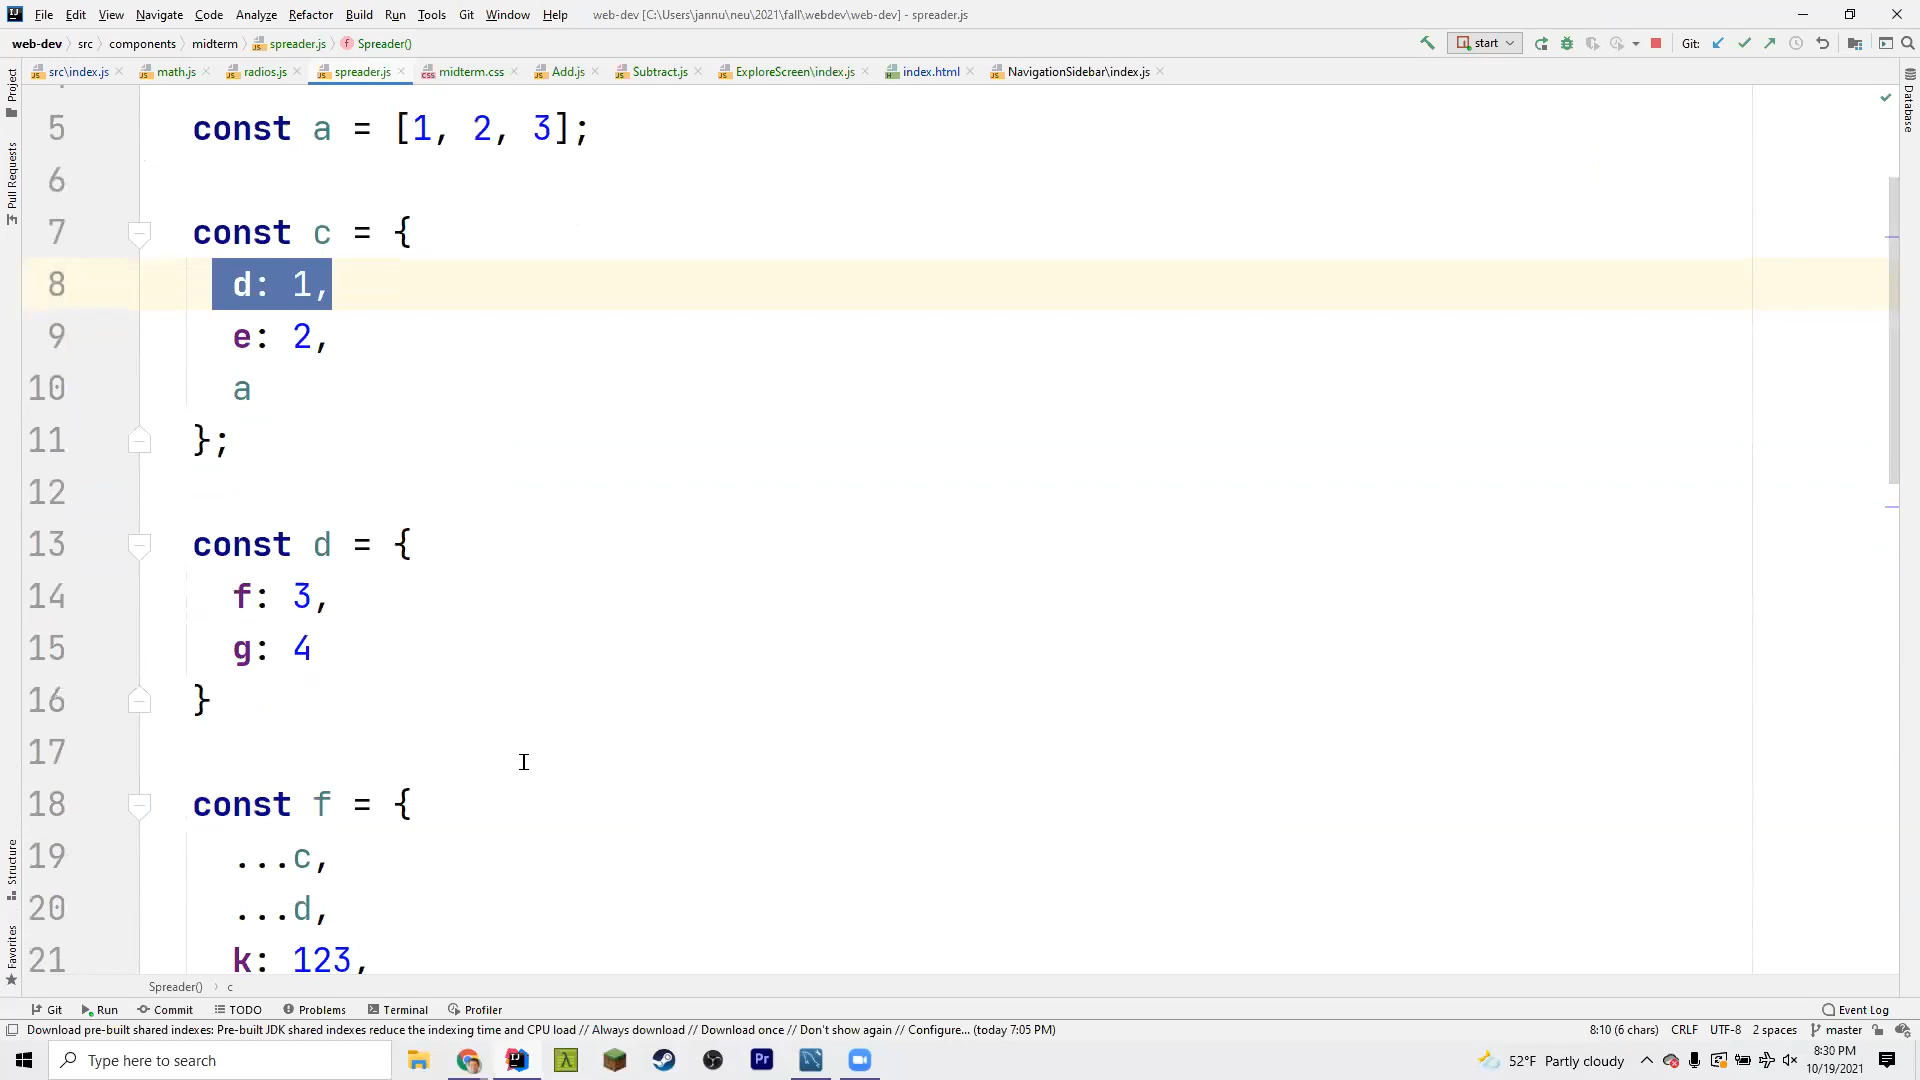 File Edit View Navigate Code Analyze Refactor Build Run Tools Git Window Help web-dev [C:\Users\jannu\neu\2021\fall\webdev\web-dev] - spreader.js
web-dev src components midterm spreader.js Spreader() start Git:
src\index.js math.js radios.js spreader.js midterm.css Add.js Subtract.js ExploreScreen\index.js index.html NavigationSidebar\index.js
Project
Pull Requests
Structure
Favorites
Database
5 const a = [1, 2, 3];
6
7 const c = {
8 d: 1,
9 e: 2,
10 a
11 };
12
13 const d = {
14 f: 3,
15 g: 4
16 }
17
18 const f = {
19 ...c,
20 ...d,
21 k: 123,
Spreader() › c
Git Run Commit TODO Problems Terminal Profiler Event Log
Download pre-built shared indexes: Pre-built JDK shared indexes reduce the indexing time and CPU load // Always download // Download once // Don't show again // Configure... (today 7:05 PM) 8:10 (6 chars) CRLF UTF-8 2 spaces master
Type here to search 52°F Partly cloudy 8:30 PM
10/19/2021